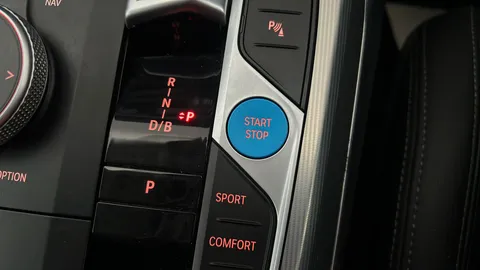 NAV
P
R
I
N
I
D/B
P
START
STOP
OPTION
P
SPORT
COMFORT